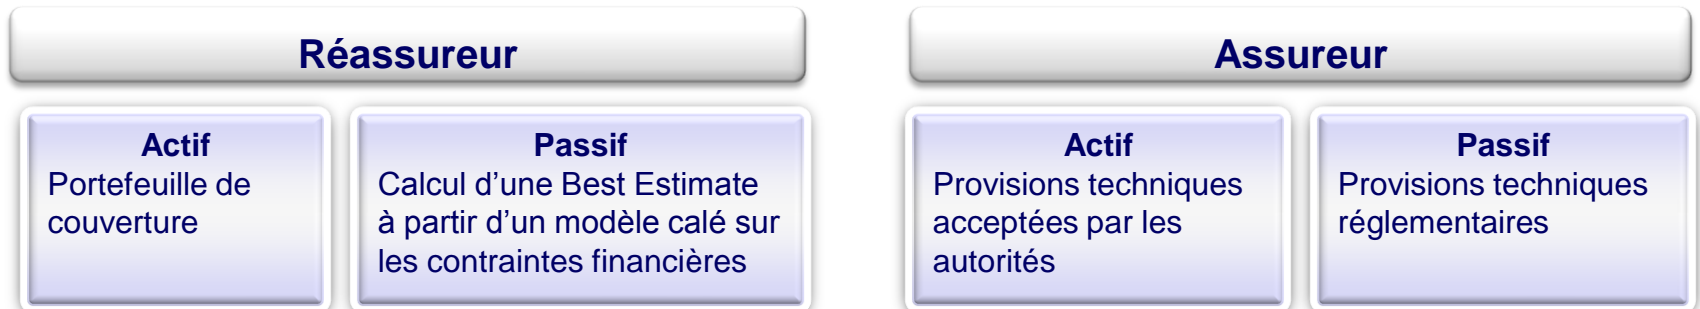 Réassureur
Assureur
Actif
Portefeuille de
couverture
Passif
Calcul d'une Best Estimate
à partir d'un modèle calé sur
les contraintes financières
Actif
Provisions techniques
acceptées par les
autorités
Passif
Provisions techniques
réglementaires